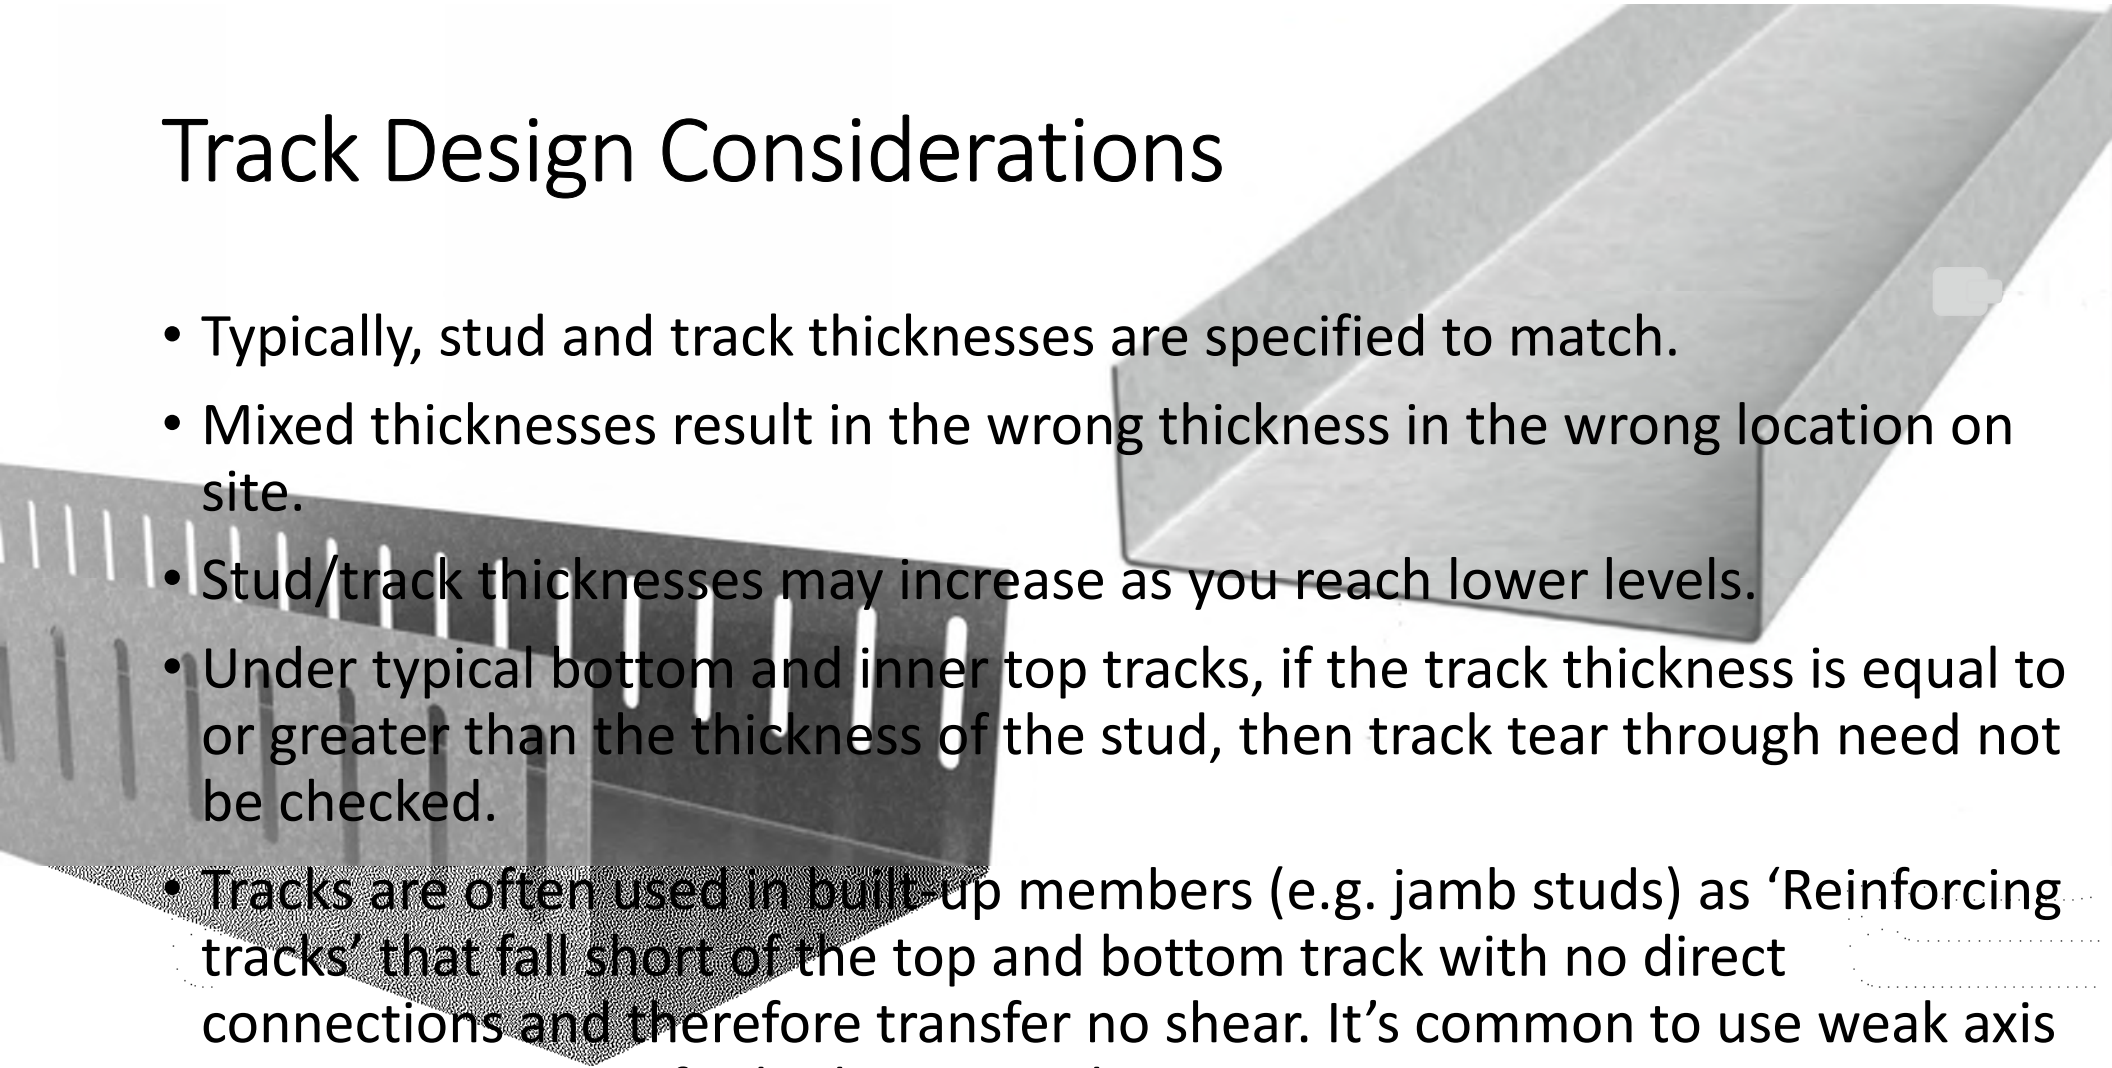 Track Design Considerations
• Typically, stud and track thicknesses are specified to match.
• Mixed thicknesses result in the wrong thickness in the wrong location on
site.
• Stud/track thicknesses may increase as you reach lower levels.
• Under typical bottom and inner top tracks, if the track thickness is equal to
or greater than the thickness of the stud, then track tear through need not
be checked.
• Tracks are often used in built-up members (e.g. jamb studs) as ‘Reinforcing
tracks’ that fall short of the top and bottom track with no direct
connections and therefore transfer no shear. It’s common to use weak axis